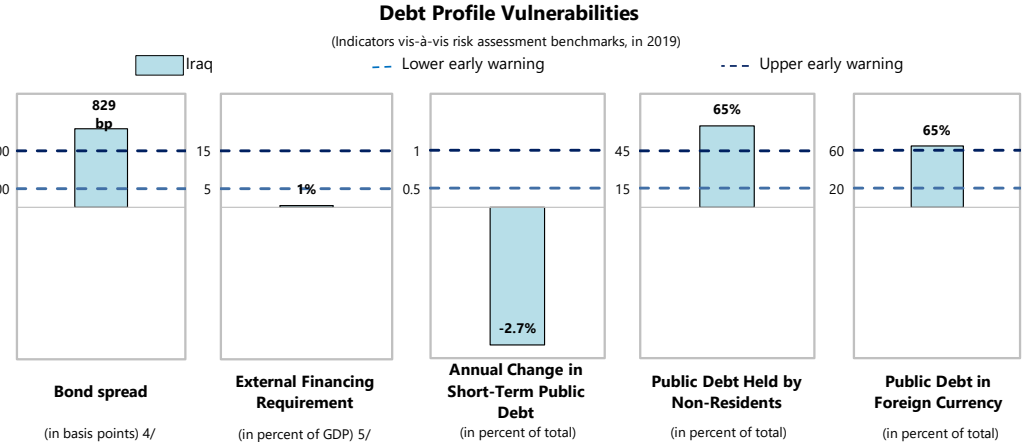 Debt Profile Vulnerabilities
(Indicators vis-à-vis risk assessment benchmarks, in 2019)
Iraq
Lower early warning
Upper early warning
829
bp
00
00
1%
15
5
-2.7%
1
0.5
65%
45
15
65%
60
20
Bond spread
(in basis points) 4/
External Financing
Requirement
(in percent of GDP) 5/
Annual Change in
Short-Term Public
Debt
(in percent of total)
Public Debt Held by
Non-Residents
(in percent of total)
Public Debt in
Foreign Currency
(in percent of total)